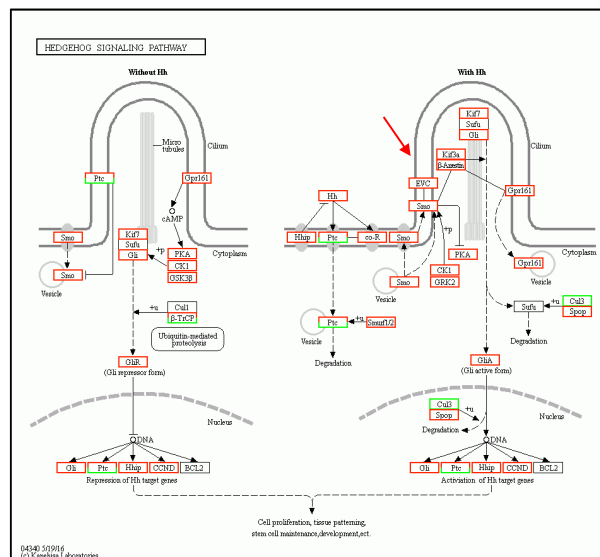 HEDGEHOG SIGNALING PATHWAY
Without Hh
With Hh
Micro
tubules
Cilium
Ptc
Gpr161
cAMP
Smo
Kif7
Sufu
Gli
+p
PKA
CK1
GSK3β
Cytoplasm
Smo
Vesicle
+u
Cul1
β-TrCP
Ubiquitin-mediated
proteolysis
GliR
(Gli repressor form)
Nucleus
DNA
Gli
Ptc
Hhip
CCND
BCL2
Repression of Hh target genes
Kif7
Sufu
Gli
Cilium
Kif3a
β-Arrestin
EVC
Smo
Gpr161
Hh
Hhip
Ptc
co-R
Smo
+p
PKA
Cytoplasm
Gpr161
Vesicle
CK1
GRK2
Smo
Vesicle
Ptc
+u
Smurf1/2
Vesicle
Degradation
Sufu
+u
Cul3
Spop
Degradation
GliA
(Gli active form)
Cul3
Spop
+u
Degradation
Nucleus
DNA
Gli
Ptc
Hhip
CCND
BCL2
Activiation of Hh target genes
Cell proliferation, tissue patterning,
stem cell maintenance,development,ect.
04340 5/19/16
(c) Kanehisa Laboratories